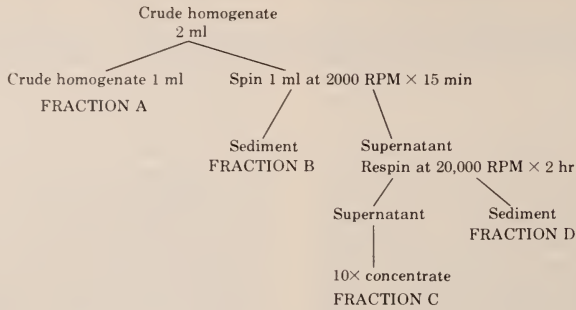 Crude homogenate
2 ml
Crude homogenate 1 ml
FRACTION A
Spin 1 ml at 2000 RPM × 15 min
Sediment
FRACTION B
Supernatant
Respin at 20,000 RPM × 2 hr
Supernatant
Sediment
FRACTION D
10× concentrate
FRACTION C